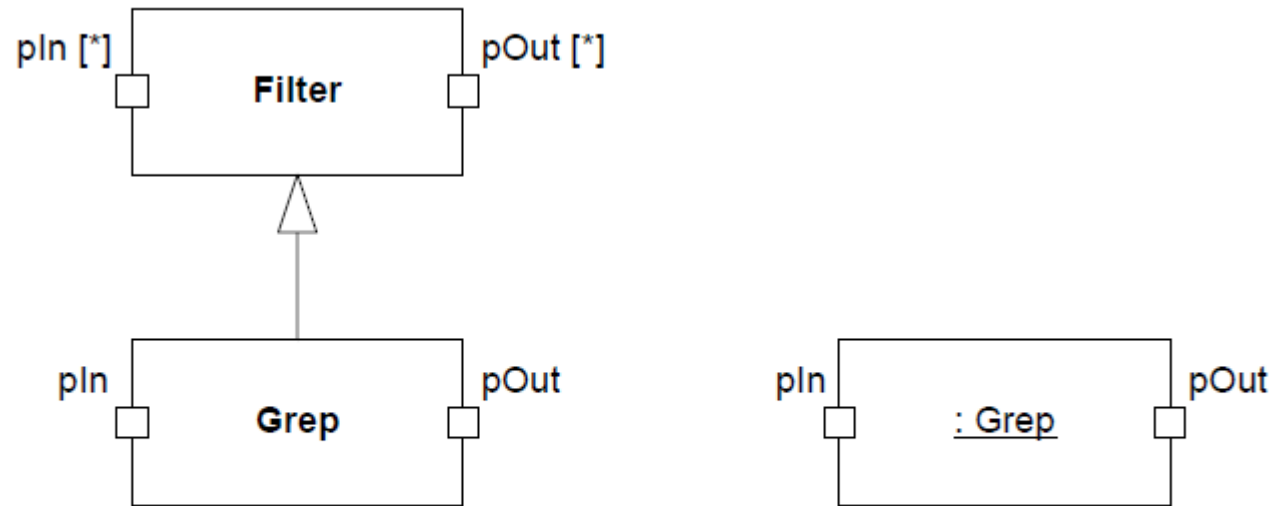 pIn [*]
pOut [*]
Filter
pIn
pOut
Grep
pIn
pOut
: Grep